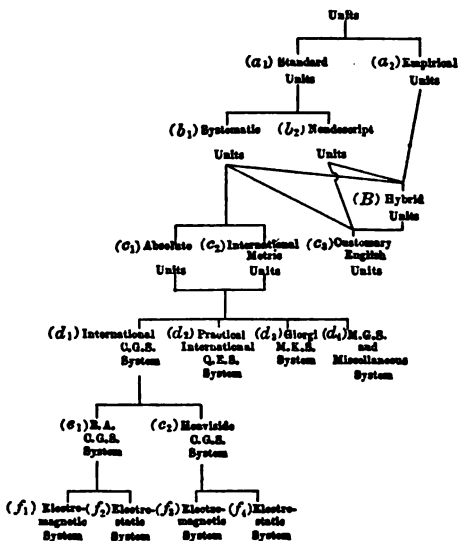 Units
(a₁) Standard Units
(a₂) Empirical Units
(b₁) Systematic Units
(b₂) Nondescript Units
(B) Hybrid Units
(c₁) Absolute Units
(c₂) International Metric Units
(c₃) Customary English Units
(d₁) International C.G.S. System
(d₂) Practical International Q.E.S. System
(d₃) Giorgi M.K.S. System
(d₄) M.G.S. and Miscellaneous System
(e₁) B.A. C.G.S. System
(c₂) Heaviside C.G.S. System
(f₁) Electro-magnetic System
(f₂) Electro-static System
(f₃) Electro-magnetic System
(f₄) Electro-static System